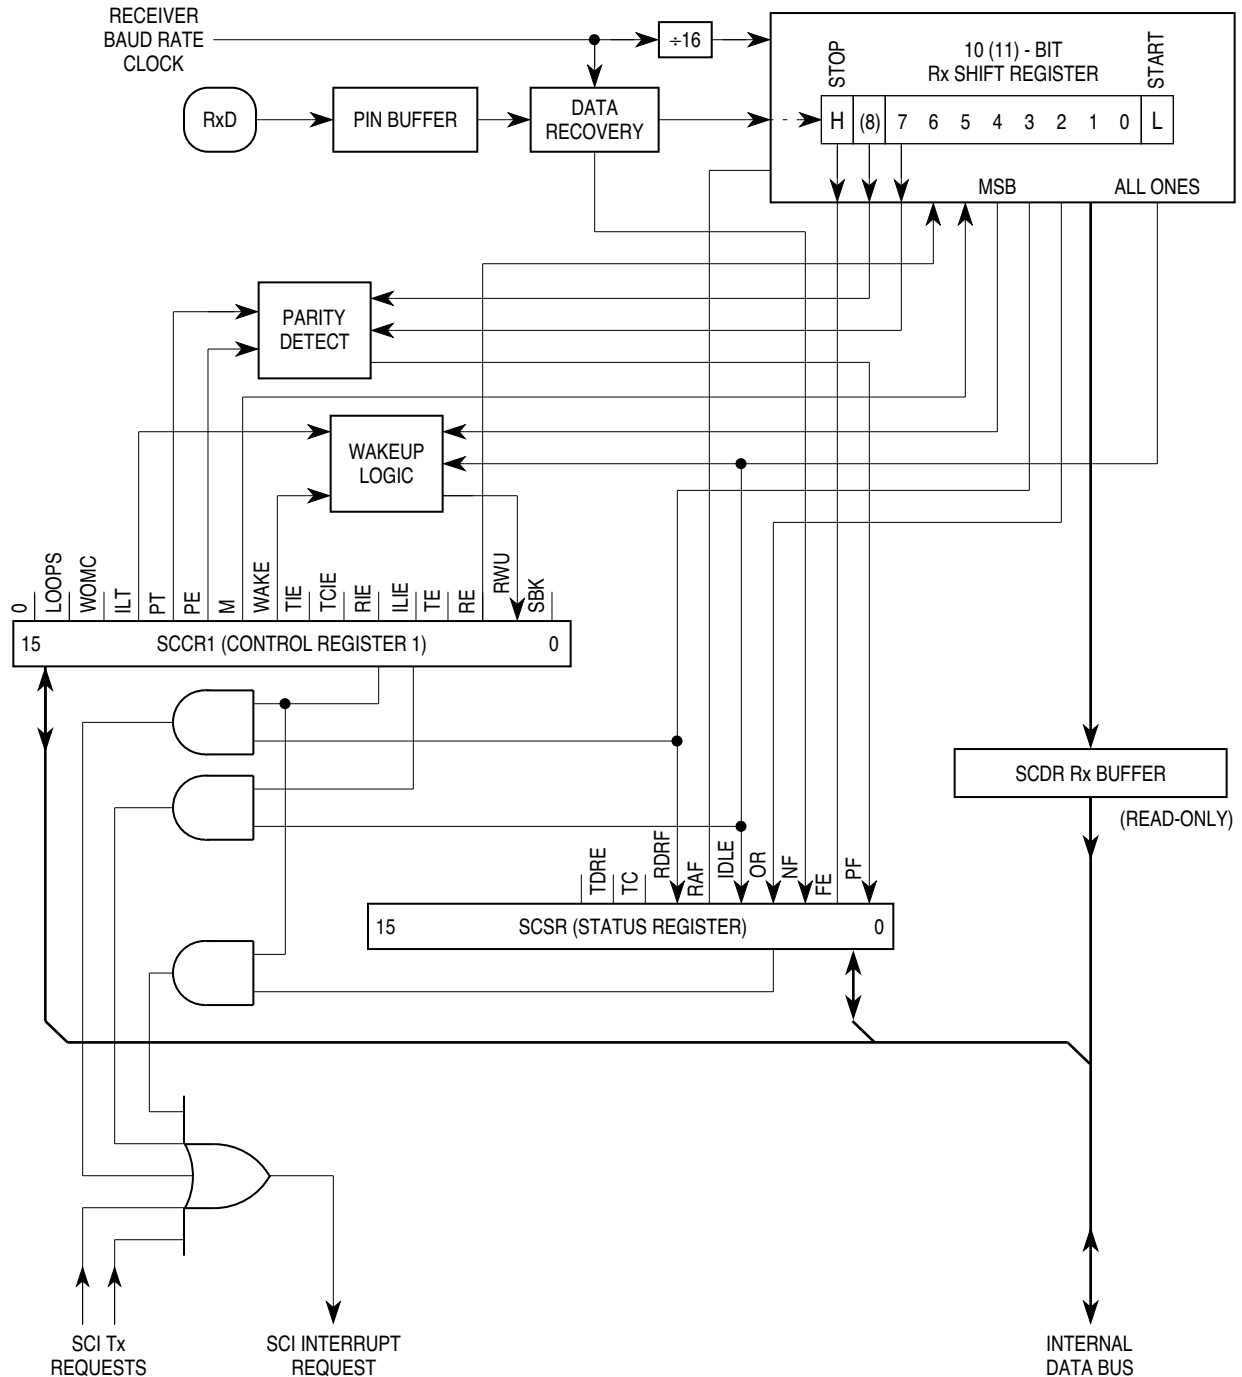 RECEIVER
BAUD RATE
CLOCK
÷16
STOP
10 (11) - BIT
Rx SHIFT REGISTER
START
RxD
PIN BUFFER
DATA
RECOVERY
H (8) 7 6 5 4 3 2 1 0 L
MSB
ALL ONES
PARITY
DETECT
WAKEUP
LOGIC
0
LOOPS
WOMC
ILT
PT
PE
M
WAKE
TIE
TCIE
RIE
ILIE
TE
RE
RWU
SBK
15 SCCR1 (CONTROL REGISTER 1) 0
SCDR Rx BUFFER
(READ-ONLY)
TDRE
TC
RDRF
RAF
IDLE
OR
NF
FE
PF
15 SCSR (STATUS REGISTER) 0
SCI Tx
REQUESTS
SCI INTERRUPT
REQUEST
INTERNAL
DATA BUS